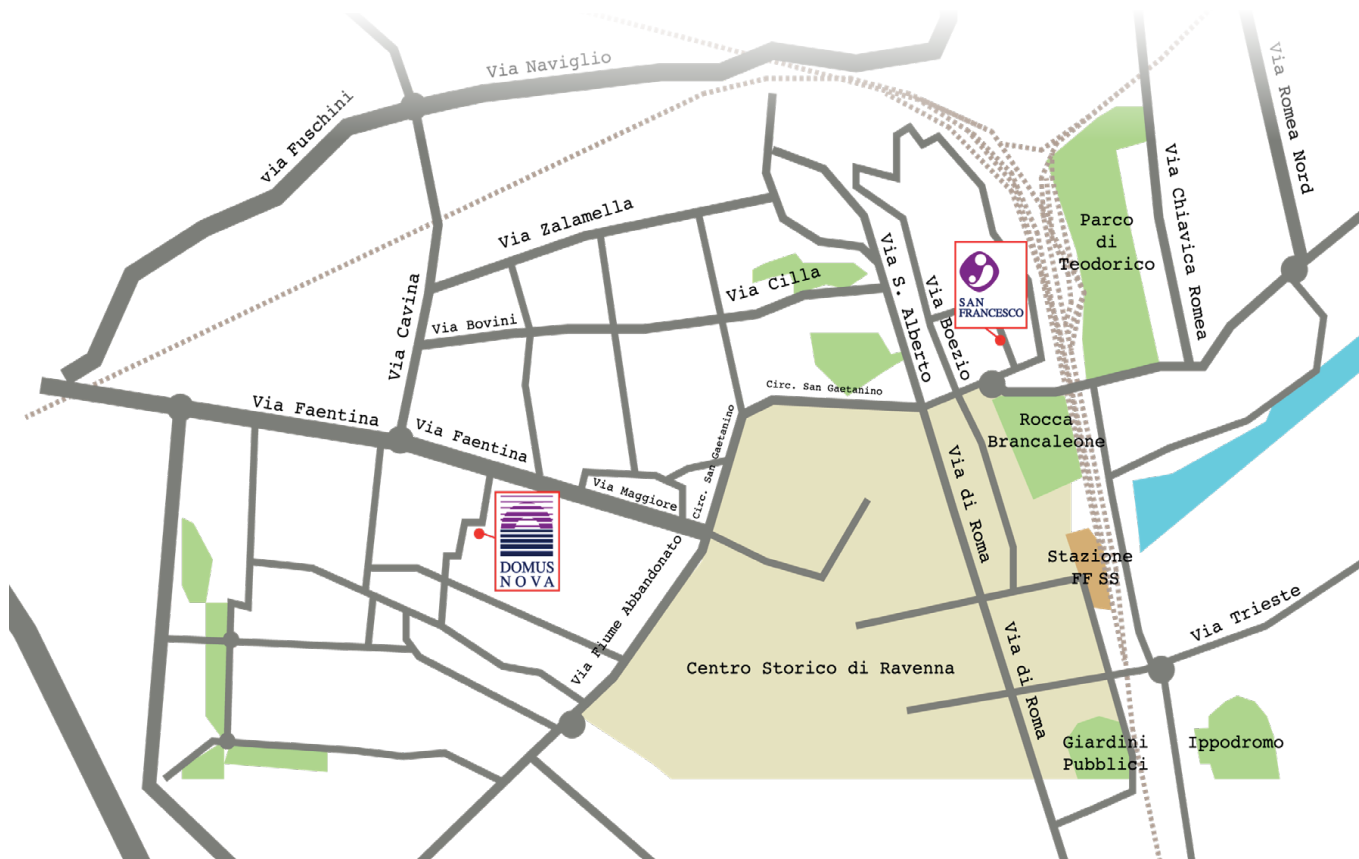 Via Naviglio
via Fuschini
Via Romea Nord
Via Chiavica Romea
Parco
di
Teodorico
Via Zalamella
Via S. Alberto
Via Cilla
Via Boezio
SAN
FRANCESCO
Via Cavina
Via Bovini
Circ. San Gaetanino
Via Faentina
Via Faentina
Circ. San Gaetanino
Rocca
Brancaleone
Via Maggiore
Via di Roma
DOMUS
NOVA
Stazione
FF SS
Via Fiume Abbandonato
Via Trieste
Centro Storico di Ravenna
Via di Roma
Giardini
Pubblici
Ippodromo